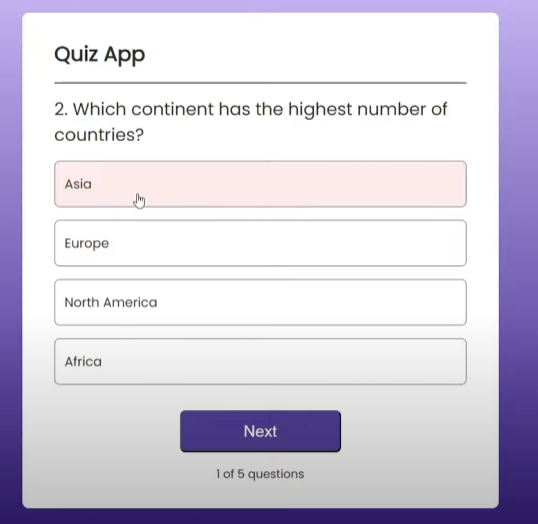 Quiz App
2. Which continent has the highest number of
countries?
Asia
Europe
North America
Africa
Next
1 of 5 questions